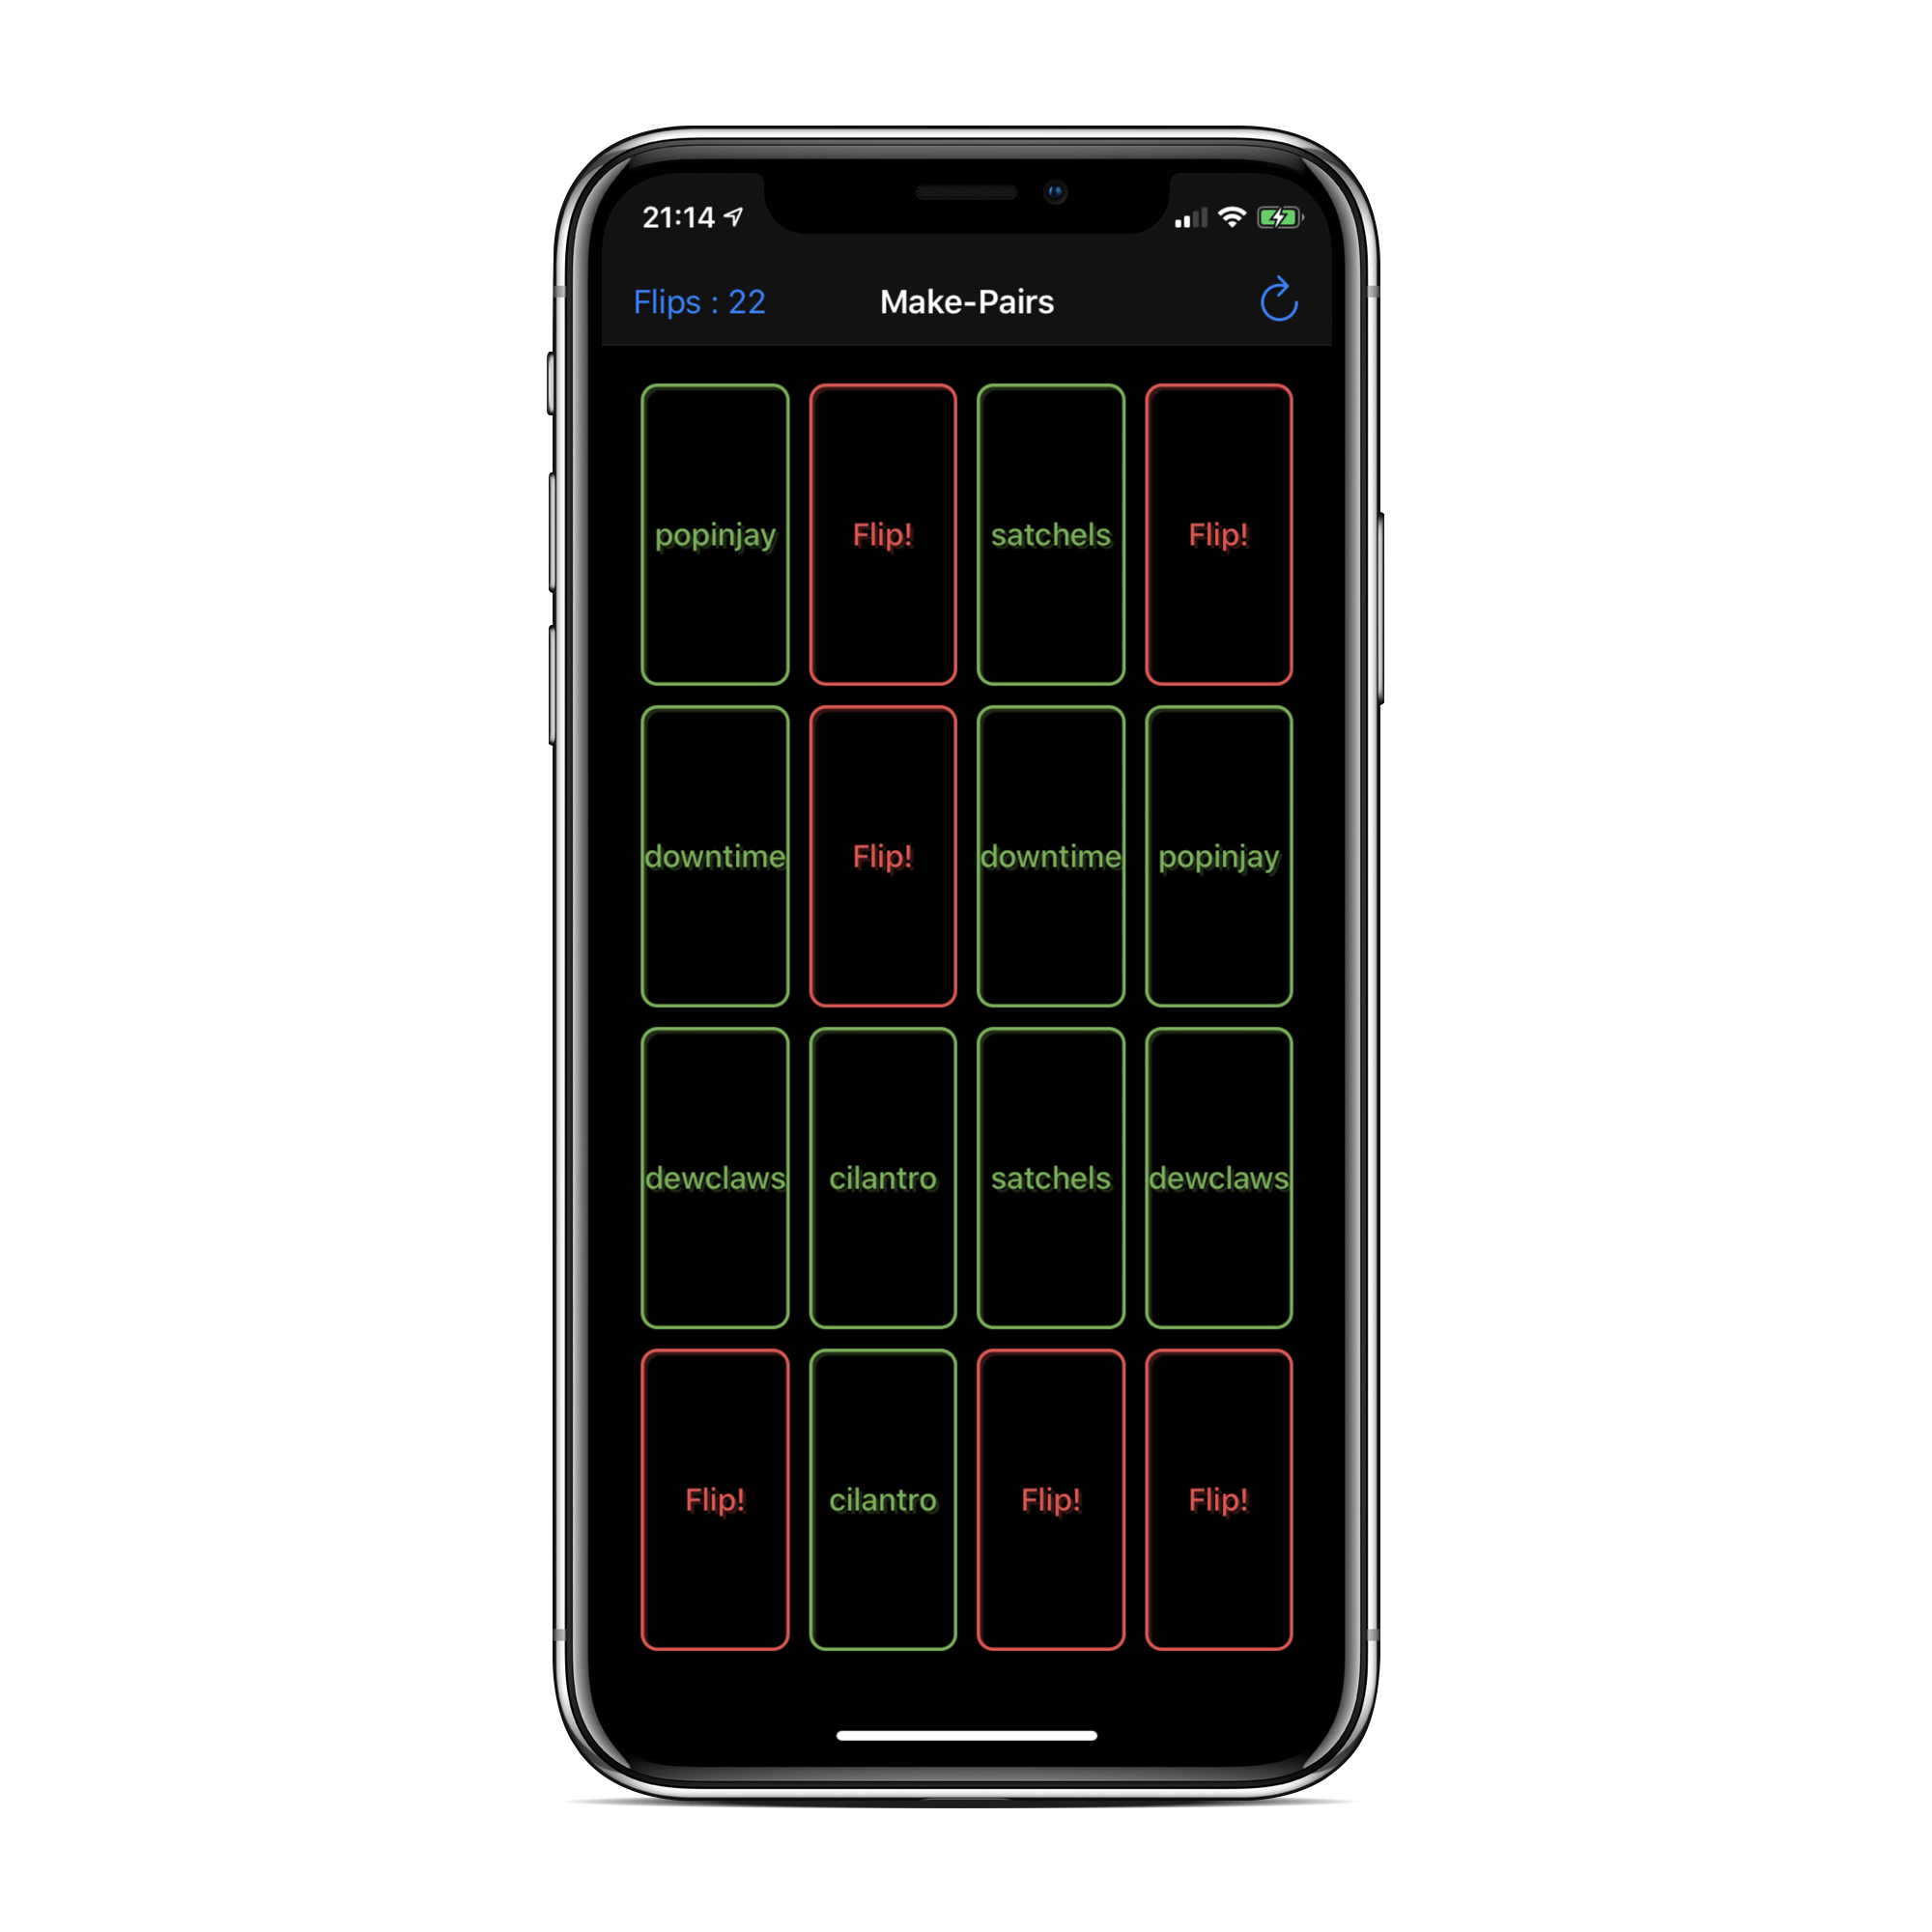 21:14
Flips : 22 Make-Pairs
popinjay Flip! satchels Flip!
downtime Flip! downtime popinjay
dewclaws cilantro satchels dewclaws
Flip! cilantro Flip! Flip!